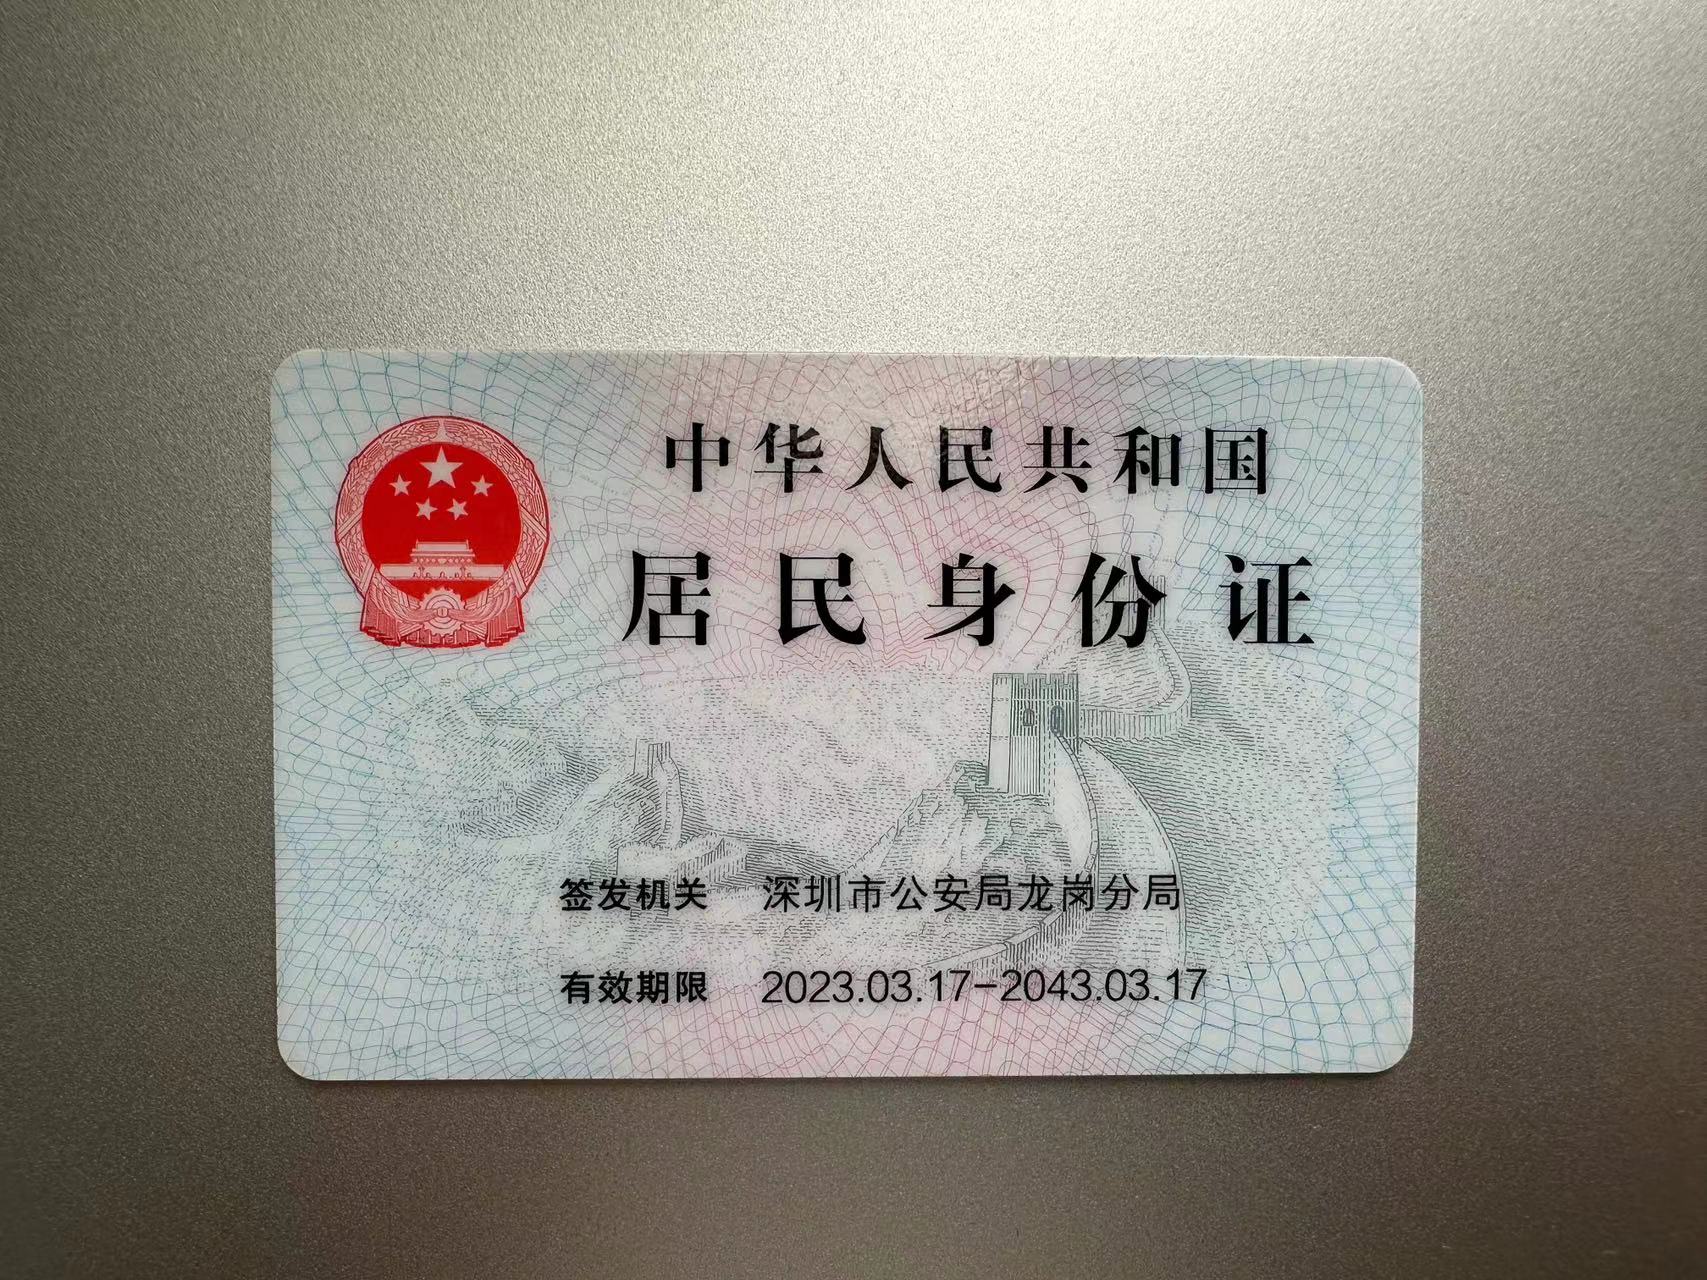 中华人民共和国
居民身份证
签发机关 深圳市公安局龙岗分局
有效期限 2023.03.17-2043.03.17